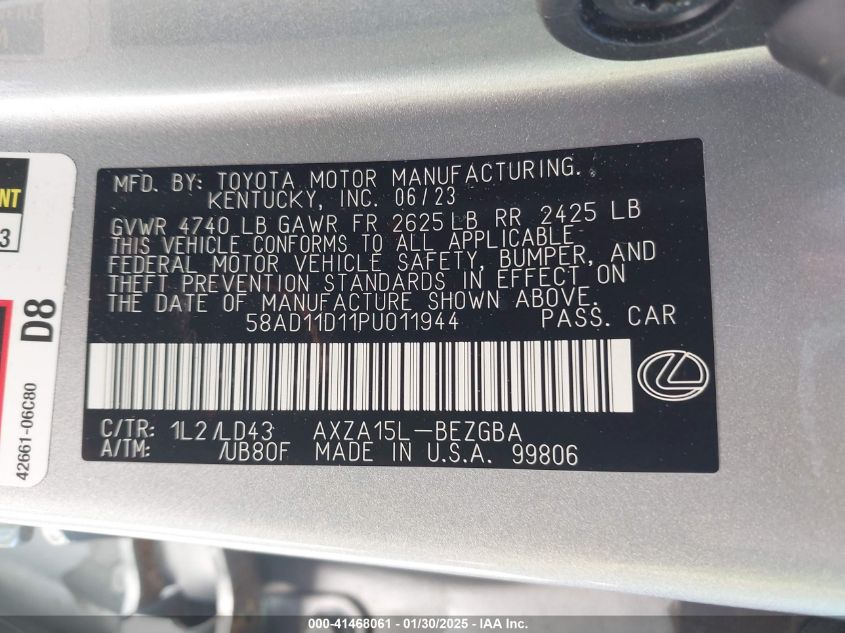 MFD. BY: TOYOTA MOTOR MANUFACTURING.
KENTUCKY, INC. 06/23
GVWR 4740 LB GAWR FR 2625 LB RR 2425 LB
THIS VEHICLE CONFORMS TO ALL APPLICABLE
FEDERAL MOTOR VEHICLE SAFETY, BUMPER, AND
THEFT PREVENTION STANDARDS IN EFFECT ON
THE DATE OF MANUFACTURE SHOWN ABOVE.
58AD11D11PU011944 PASS. CAR
C/TR: 1L2/LD43 AXZA15L-BEZGBA
A/TM: /UB80F MADE IN U.S.A. 99806
D8
42661-06C80
000-41468061 - 01/30/2025 - IAA Inc.